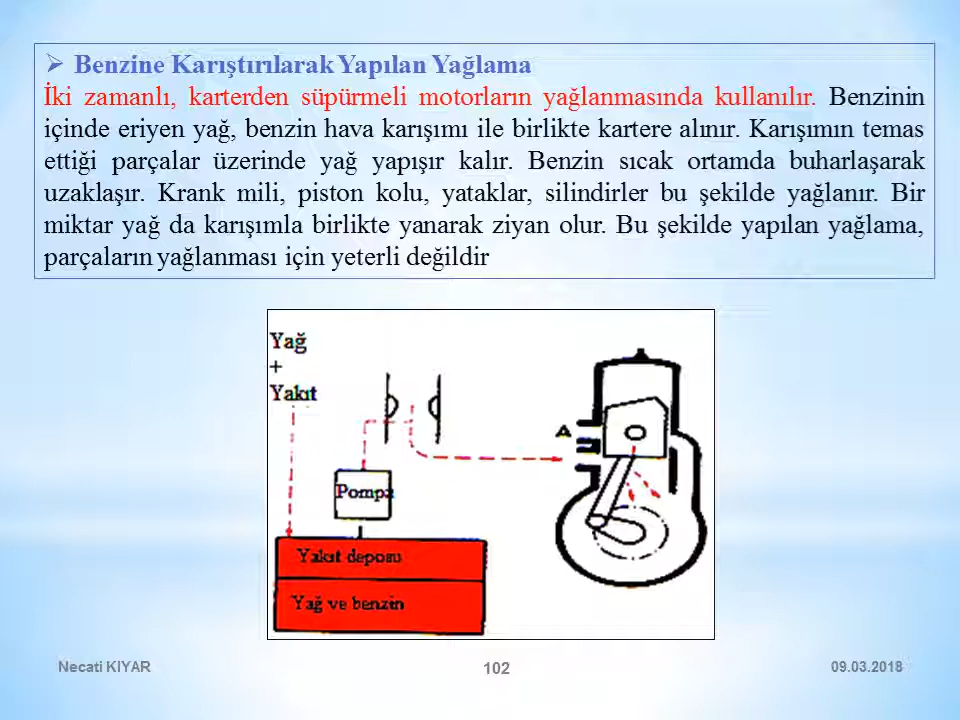 ➢ Benzine Karıştırılarak Yapılan Yağlama
İki zamanlı, karterden süpürmeli motorların yağlanmasında kullanılır. Benzinin
içinde eriyen yağ, benzin hava karışımı ile birlikte kartere alınır. Karışımın temas
ettiği parçalar üzerinde yağ yapışır kalır. Benzin sıcak ortamda buharlaşarak
uzaklaşır. Krank mili, piston kolu, yataklar, silindirler bu şekilde yağlanır. Bir
miktar yağ da karışımla birlikte yanarak ziyan olur. Bu şekilde yapılan yağlama,
parçaların yağlanması için yeterli değildir
Yağ
+
Yakıt
A
Pompa
Yakıt deposu
Yağ ve benzin
Necati KIYAR
102
09.03.2018